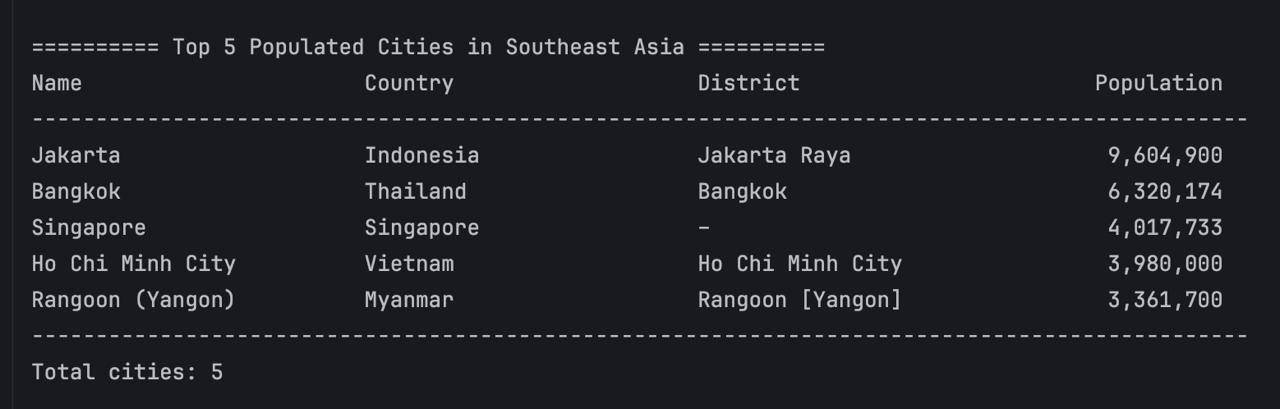 ========== Top 5 Populated Cities in Southeast Asia ==========
Name                      Country                   District                       Population
-----------------------------------------------------------------------------------------------
Jakarta                   Indonesia                 Jakarta Raya                    9,604,900
Bangkok                   Thailand                  Bangkok                         6,320,174
Singapore                 Singapore                 –                               4,017,733
Ho Chi Minh City          Vietnam                   Ho Chi Minh City                3,980,000
Rangoon (Yangon)          Myanmar                   Rangoon [Yangon]                3,361,700
-----------------------------------------------------------------------------------------------
Total cities: 5